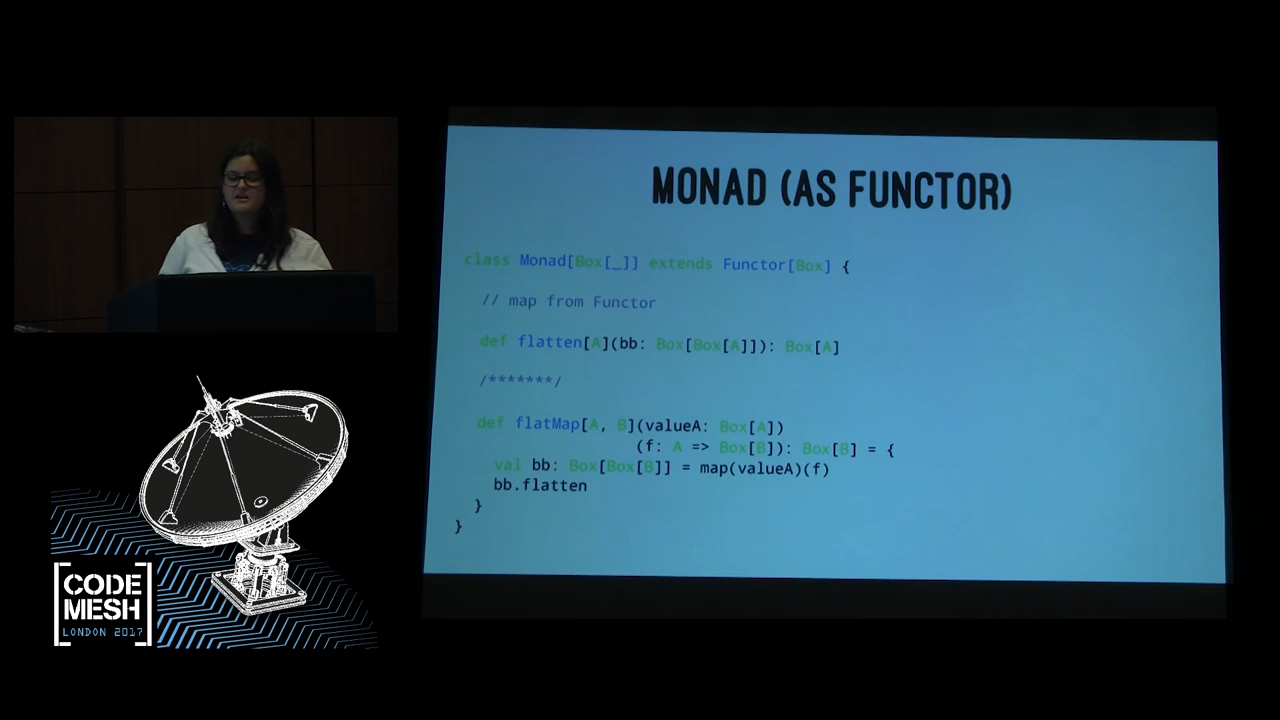 MONAD (AS FUNCTOR)
class Monad[Box[_]] extends Functor[Box] {
// map from Functor
def flatten[A](bb: Box[Box[A]]): Box[A]
/*******/
def flatMap[A, B](valueA: Box[A])
(f: A => Box[B]): Box[B] = {
val bb: Box[Box[B]] = map(valueA)(f)
bb.flatten
}
}
CODE
MESH
LONDON 2017